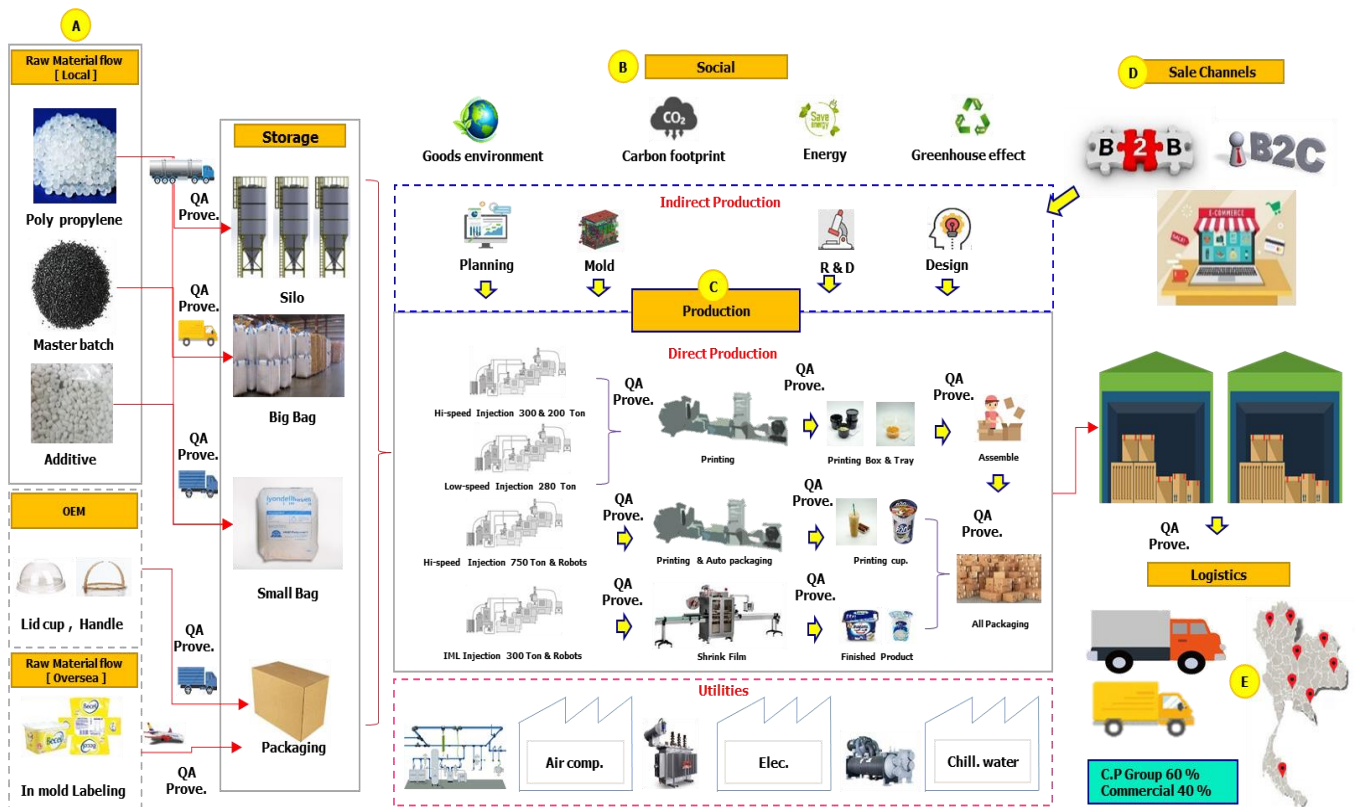 A
Raw Material flow
[ Local ]
Poly propylene
Master batch
Additive
OEM
Lid cup , Handle
Raw Material flow
[ Oversea ]
Becel
In mold Labeling
QA
Prove.
QA
Prove.
QA
Prove.
QA
Prove.
QA
Prove.
Storage
Silo
Big Bag
lyondellbasell
Small Bag
Packaging
B
Social
Goods environment
CO₂
Carbon footprint
Save
energy
Energy
Greenhouse effect
Indirect Production
Planning
Mold
R & D
Design
C
Production
Direct Production
Hi-speed Injection 300 & 200 Ton
Low-speed Injection 280 Ton
QA
Prove.
Printing
QA
Prove.
Printing Box & Tray
QA
Prove.
Assemble
Hi-speed Injection 750 Ton & Robots
QA
Prove.
Printing & Auto packaging
QA
Prove.
Printing cup.
QA
Prove.
All Packaging
IML Injection 300 Ton & Robots
QA
Prove.
Shrink Film
QA
Prove.
Finished Product
Utilities
Air comp.
Elec.
Chill. water
D
Sale Channels
B 2 B
B2C
E-COMMERCE
SALE!
QA
Prove.
Logistics
E
C.P Group 60 %
Commercial 40 %